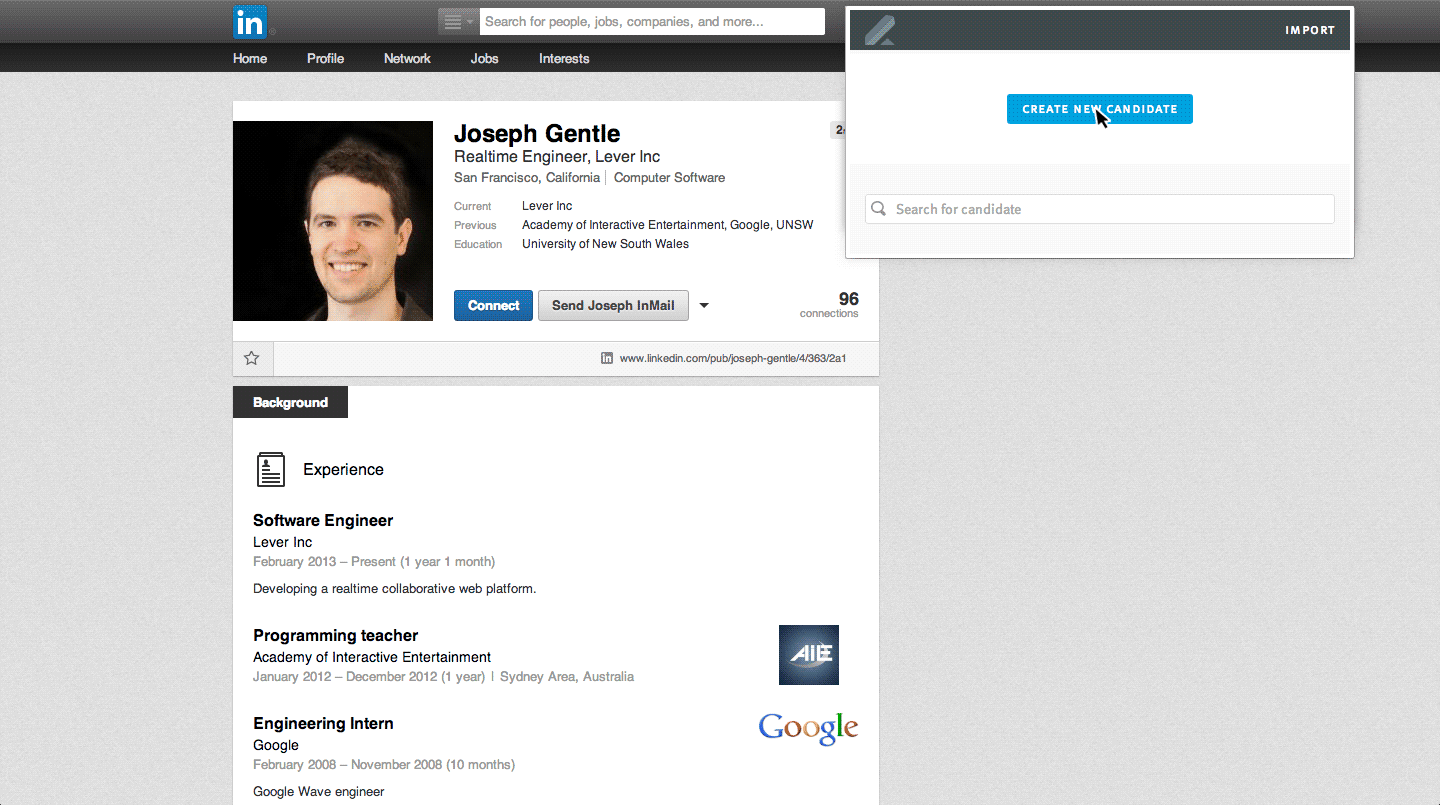 in
Search for people, jobs, companies, and more...
IMPORT
Home Profile Network Jobs Interests
CREATE NEW CANDIDATE
Search for candidate
Joseph Gentle
Realtime Engineer, Lever Inc
San Francisco, California | Computer Software
Current Lever Inc
Previous Academy of Interactive Entertainment, Google, UNSW
Education University of New South Wales
Connect Send Joseph InMail
96
connections
in www.linkedin.com/pub/joseph-gentle/4/363/2a1
Background
Experience
Software Engineer
Lever Inc
February 2013 – Present (1 year 1 month)
Developing a realtime collaborative web platform.
Programming teacher
Academy of Interactive Entertainment
January 2012 – December 2012 (1 year) | Sydney Area, Australia
AIE
Engineering Intern
Google
February 2008 – November 2008 (10 months)
Google Wave engineer
Google